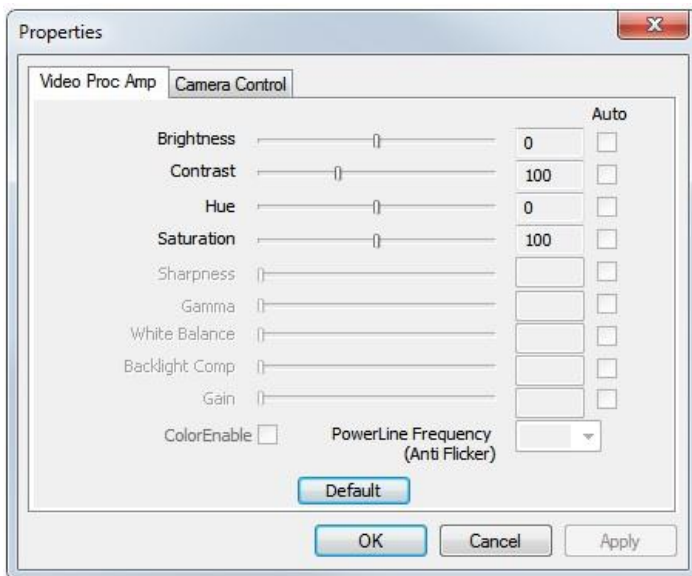 Properties
Video Proc Amp
Camera Control
Auto
Brightness 0
Contrast 100
Hue 0
Saturation 100
Sharpness
Gamma
White Balance
Backlight Comp
Gain
ColorEnable PowerLine Frequency
(Anti Flicker)
Default
OK Cancel Apply